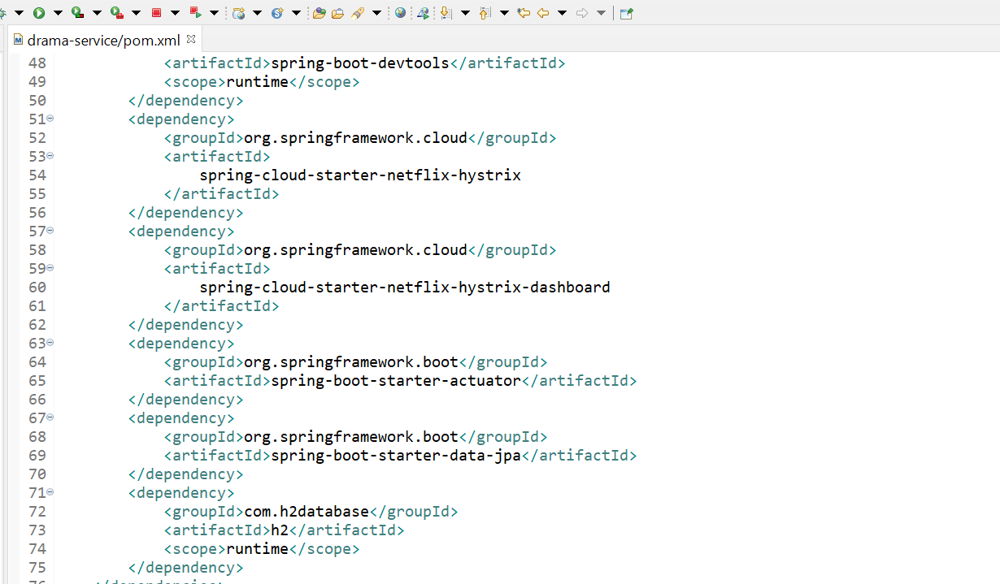 drama-service/pom.xml
48 <artifactId>spring-boot-devtools</artifactId>
49 <scope>runtime</scope>
50 </dependency>
51 <dependency>
52 <groupId>org.springframework.cloud</groupId>
53 <artifactId>
54 spring-cloud-starter-netflix-hystrix
55 </artifactId>
56 </dependency>
57 <dependency>
58 <groupId>org.springframework.cloud</groupId>
59 <artifactId>
60 spring-cloud-starter-netflix-hystrix-dashboard
61 </artifactId>
62 </dependency>
63 <dependency>
64 <groupId>org.springframework.boot</groupId>
65 <artifactId>spring-boot-starter-actuator</artifactId>
66 </dependency>
67 <dependency>
68 <groupId>org.springframework.boot</groupId>
69 <artifactId>spring-boot-starter-data-jpa</artifactId>
70 </dependency>
71 <dependency>
72 <groupId>com.h2database</groupId>
73 <artifactId>h2</artifactId>
74 <scope>runtime</scope>
75 </dependency>